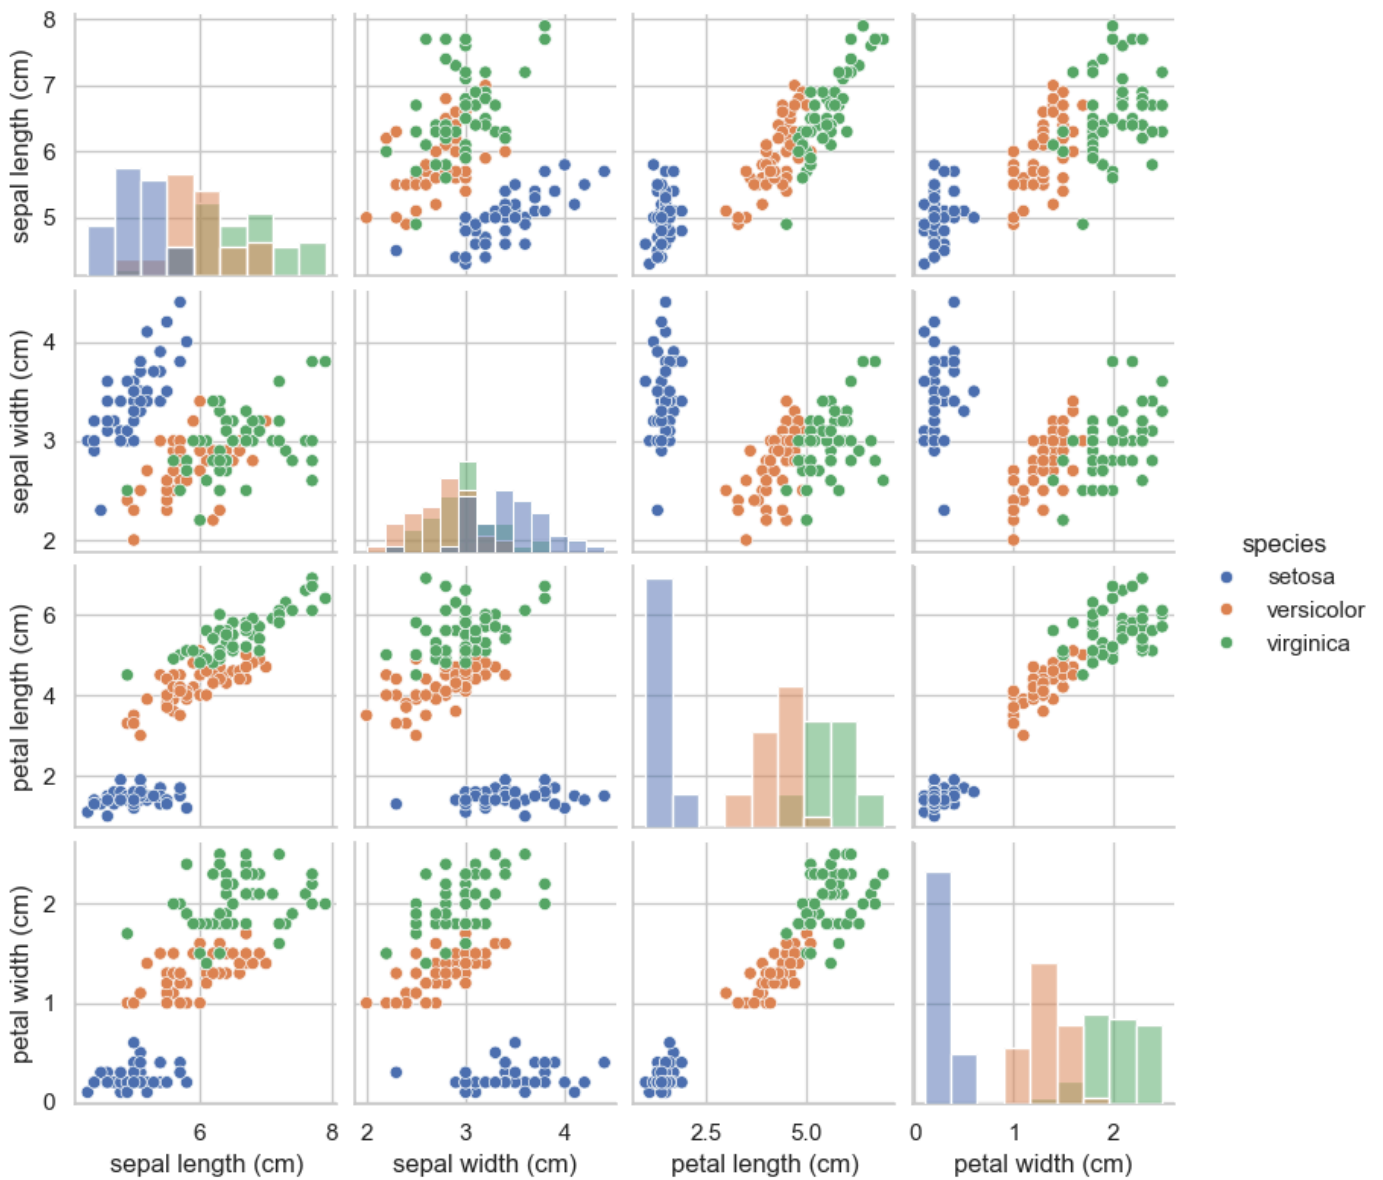 8
7
6
5
sepal length (cm)
4
3
2
sepal width (cm)
6
4
2
petal length (cm)
2
1
0
petal width (cm)
6 8
sepal length (cm)
2 3 4
sepal width (cm)
2.5 5.0
petal length (cm)
0 1 2
petal width (cm)
species
setosa
versicolor
virginica